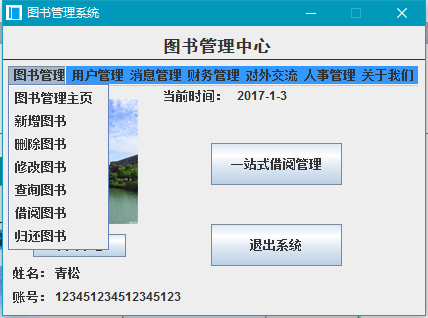 图书管理系统
图书管理中心
图书管理 用户管理 消息管理 财务管理 对外交流 人事管理 关于我们
图书管理主页
新增图书
删除图书
修改图书
查询图书
借阅图书
归还图书
当前时间： 2017-1-3
一站式借阅管理
退出系统
姓名： 青松
账号： 123451234512345123